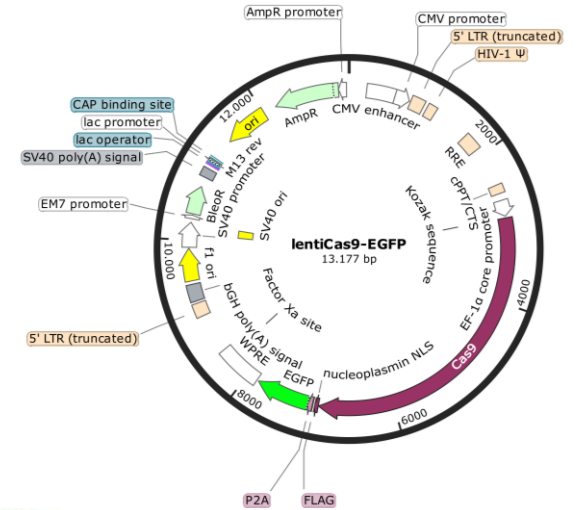 AmpR promoter
CMV promoter
5' LTR (truncated)
HIV-1 Ψ
CAP binding site
lac promoter
lac operator
SV40 poly(A) signal
EM7 promoter
5' LTR (truncated)
12.000
2000
4000
6000
8000
10.000
ori
AmpR
CMV enhancer
RRE
cPPT/CTS
EF-1α core promoter
Kozak sequence
Cas9
nucleoplasmin NLS
EGFP
WPRE
bGH poly(A) signal
Factor Xa site
f1 ori
SV40 promoter
SV40 ori
BleoR
M13 rev
lentiCas9-EGFP
13.177 bp
P2A
FLAG